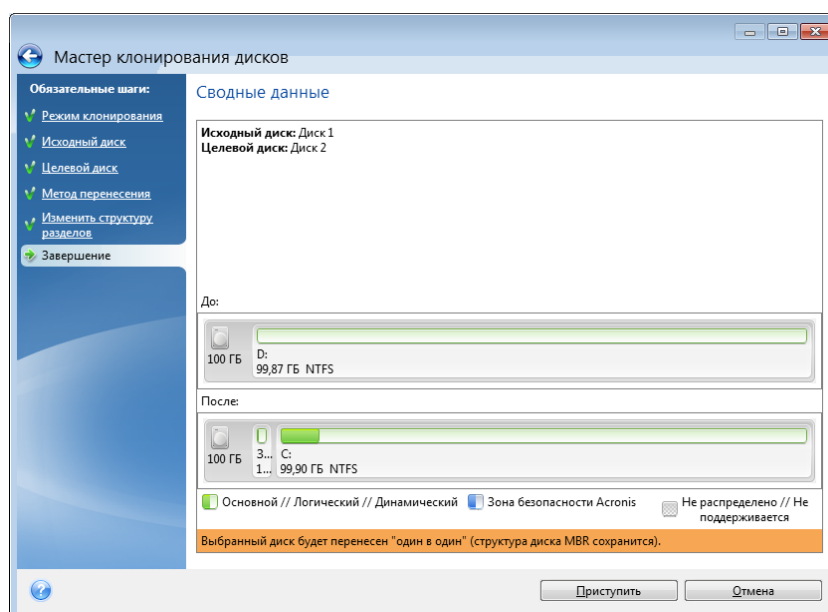 Мастер клонирования дисков
Обязательные шаги:
Режим клонирования
Исходный диск
Целевой диск
Метод перенесения
Изменить структуру
разделов
Завершение
Сводные данные
Исходный диск: Диск 1
Целевой диск: Диск 2
До:
100 ГБ
D:
99,87 ГБ NTFS
После:
100 ГБ
З...
1...
C:
99,90 ГБ NTFS
Основной // Логический // Динамический
Зона безопасности Acronis
Не распределено // Не
поддерживается
Выбранный диск будет перенесен "один в один" (структура диска MBR сохранится).
Приступить
Отмена